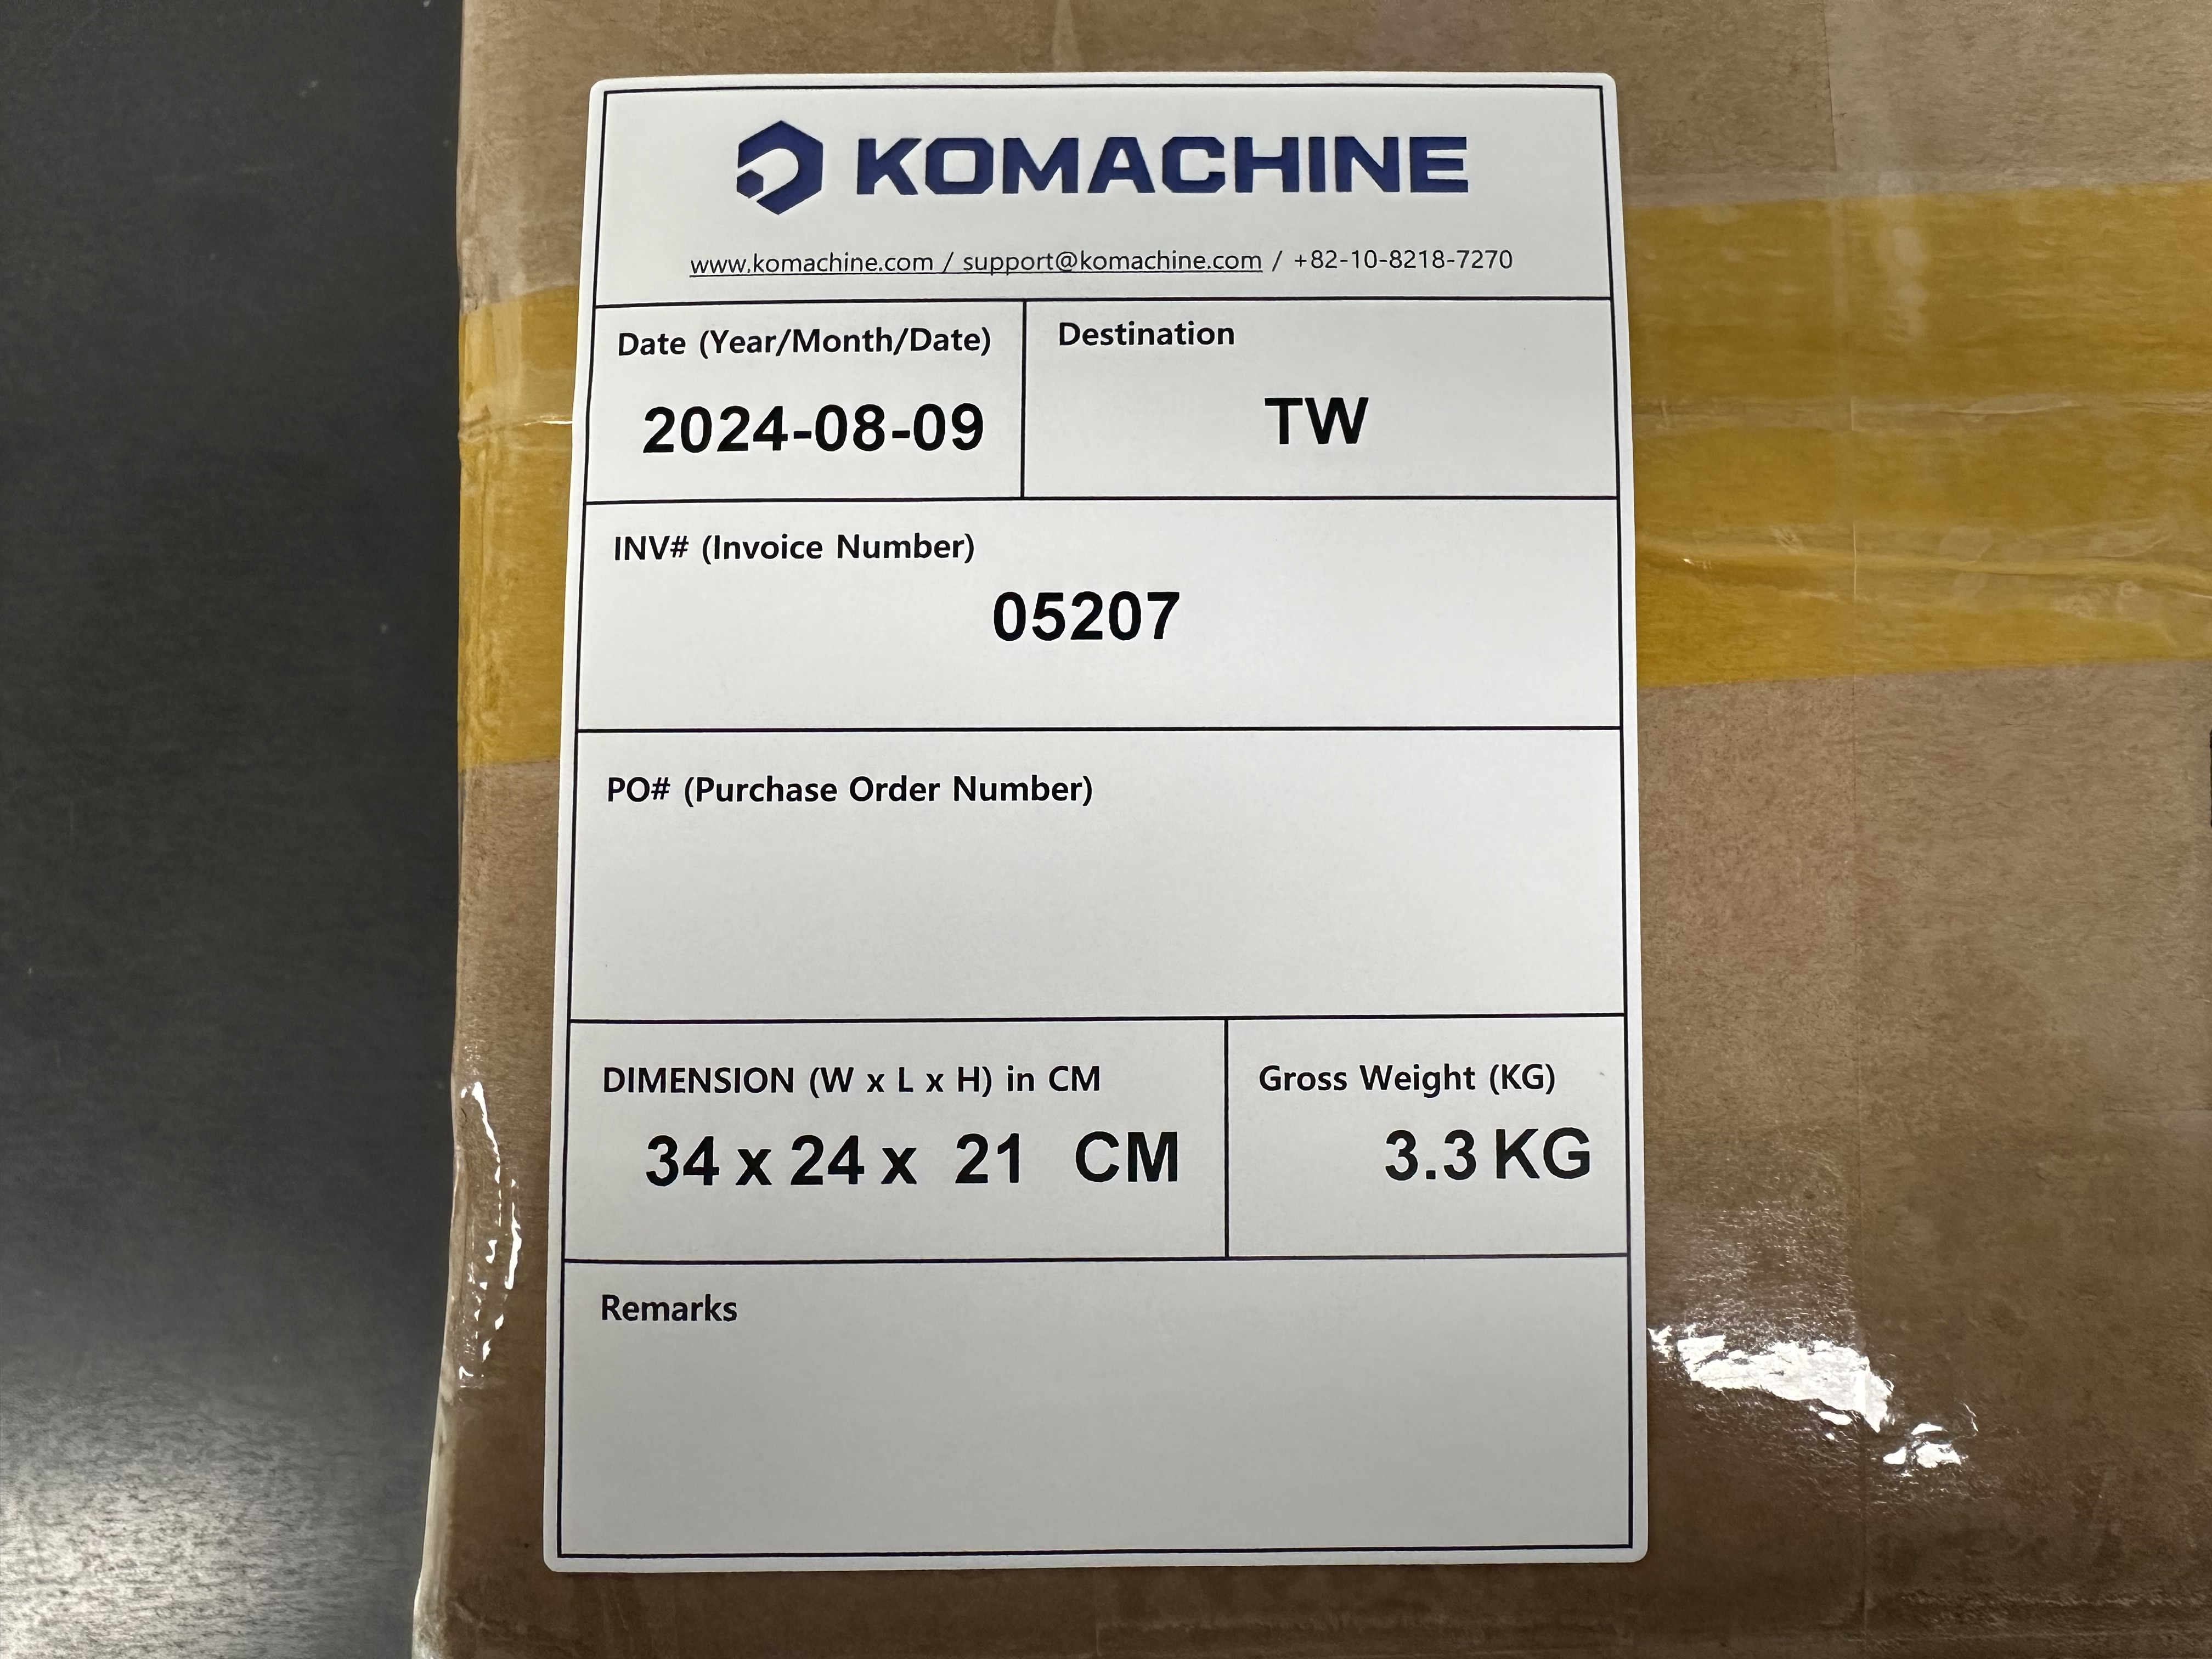 KOMACHINE
www.komachine.com / support@komachine.com / +82-10-8218-7270
Date (Year/Month/Date)
2024-08-09
Destination
TW
INV# (Invoice Number)
05207
PO# (Purchase Order Number)
DIMENSION (W x L x H) in CM
34 x 24 x 21 CM
Gross Weight (KG)
3.3 KG
Remarks